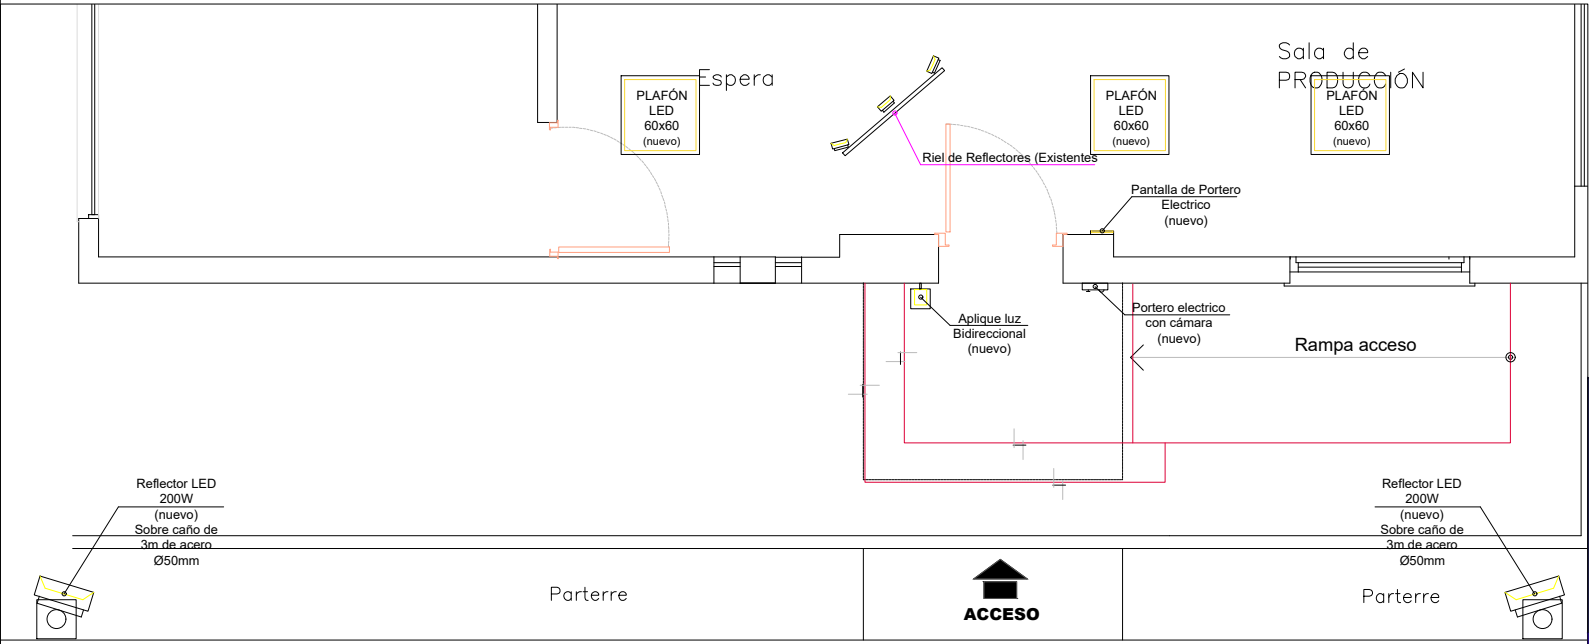 Espera
Sala de
PRODUCCIÓN
PLAFÓN
LED
60x60
(nuevo)
PLAFÓN
LED
60x60
(nuevo)
PLAFÓN
LED
60x60
(nuevo)
Riel de Reflectores (Existentes
Pantalla de Portero
Electrico
(nuevo)
Aplique luz
Bidireccional
(nuevo)
Portero electrico
con cámara
(nuevo)
Rampa acceso
Reflector LED
200W
(nuevo)
Sobre caño de
3m de acero
Ø50mm
Reflector LED
200W
(nuevo)
Sobre caño de
3m de acero
Ø50mm
Parterre
ACCESO
Parterre